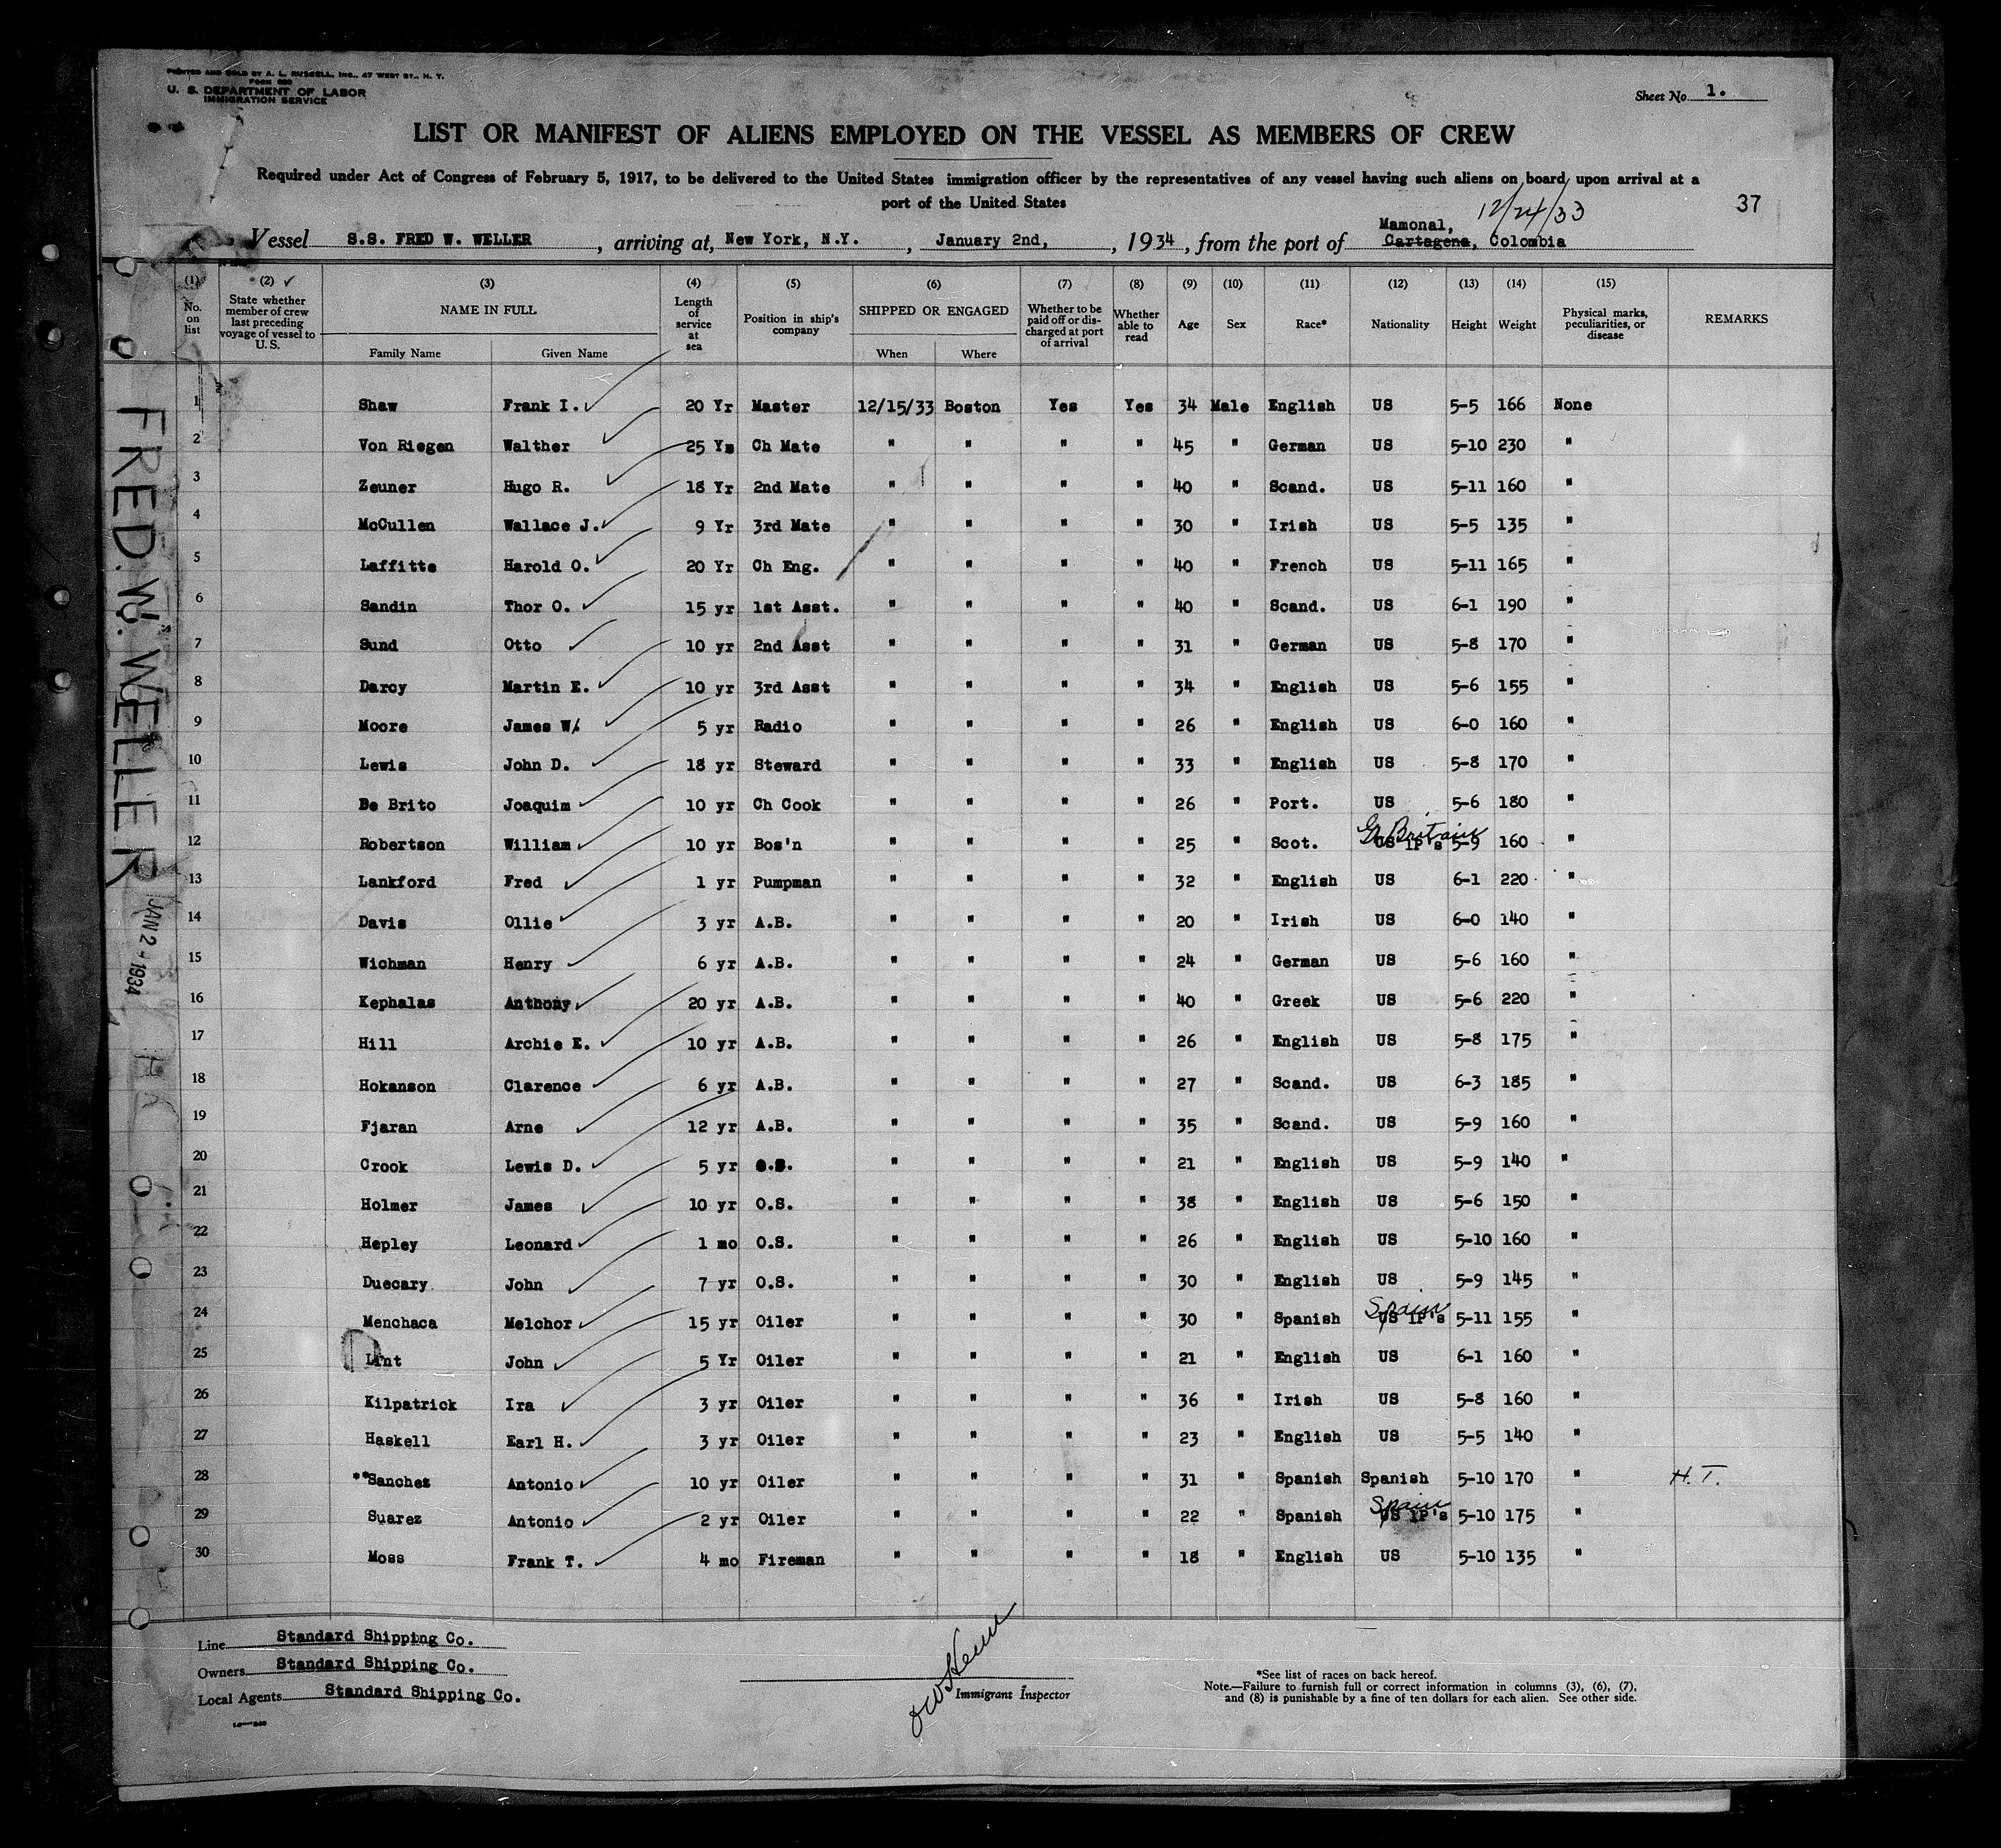 PRINTED AND SOLD BY A. L. RUSSELL, INC., 47 WEST ST., N. Y.
FORM 680
U. S. DEPARTMENT OF LABOR
IMMIGRATION SERVICE
Sheet No. 1.
LIST OR MANIFEST OF ALIENS EMPLOYED ON THE VESSEL AS MEMBERS OF CREW
Required under Act of Congress of February 5, 1917, to be delivered to the United States immigration officer by the representatives of any vessel having such aliens on board upon arrival at a
port of the United States
37
12/24/33
Mamonal,
Vessel S.S. FRED W. WELLER, arriving at, New York, N.Y., January 2nd,, 1934, from the port of Cartagena, Colombia
(1) (2) (3) (4) (5) (6) (7) (8) (9) (10) (11) (12) (13) (14) (15)
No. on list State whether member of crew last preceding voyage of vessel to U. S. NAME IN FULL Length of service at sea Position in ship's company SHIPPED OR ENGAGED Whether to be paid off or discharged at port of arrival Whether able to read Age Sex Race* Nationality Height Weight Physical marks, peculiarities, or disease REMARKS
Family Name Given Name When Where
1 Shaw Frank I. 20 Yr Master 12/15/33 Boston Yes Yes 34 Male English US 5-5 166 None
2 Von Riegen Walther 25 Ys Ch Mate " " " " 45 " German US 5-10 230 "
3 Zeuner Hugo R. 18 Yr 2nd Mate " " " " 40 " Scand. US 5-11 160 "
4 McCullen Wallace J. 9 Yr 3rd Mate " " " " 30 " Irish US 5-5 135 "
5 Laffitte Harold O. 20 Yr Ch Eng. " " " " 40 " French US 5-11 165 "
6 Sandin Thor O. 15 yr 1st Asst. " " " " 40 " Scand. US 6-1 190 "
7 Sund Otto 10 yr 2nd Asst " " " " 31 " German US 5-8 170 "
8 Darcy Martin E. 10 yr 3rd Asst " " " " 34 " English US 5-6 155 "
9 Moore James W. 5 yr Radio " " " " 26 " English US 6-0 160 "
10 Lewis John D. 18 yr Steward " " " " 33 " English US 5-8 170 "
11 De Brito Joaquim 10 yr Ch Cook " " " " 26 " Port. US 5-6 180 "
12 Robertson William 10 yr Bos'n " " " " 25 " Scot. Gr Britain US 1P's 5-9 160 "
13 Lankford Fred 1 yr Pumpman " " " " 32 " English US 6-1 220 "
14 Davis Ollie 3 yr A.B. " " " " 20 " Irish US 6-0 140 "
15 Wichman Henry 6 yr A.B. " " " " 24 " German US 5-6 160 "
16 Kephalas Anthony 20 yr A.B. " " " " 40 " Greek US 5-6 220 "
17 Hill Archie E. 10 yr A.B. " " " " 26 " English US 5-8 175 "
18 Hokanson Clarence 6 yr A.B. " " " " 27 " Scand. US 6-3 185 "
19 Fjaran Arne 12 yr A.B. " " " " 35 " Scand. US 5-9 160 "
20 Crook Lewis D. 5 yr O.S. " " " " 21 " English US 5-9 140 "
21 Holmer James 10 yr O.S. " " " " 38 " English US 5-6 150 "
22 Hepley Leonard 1 mo O.S. " " " " 26 " English US 5-10 160 "
23 Duecary John 7 yr O.S. " " " " 30 " English US 5-9 145 "
24 Menchaca Melchor 15 yr Oiler " " " " 30 " Spanish Spain US 1P's 5-11 155 "
25 Lint John 5 Yr Oiler " " " " 21 " English US 6-1 160 "
26 Kilpatrick Ira 3 yr Oiler " " " " 36 " Irish US 5-8 160 "
27 Haskell Earl H. 3 yr Oiler " " " " 23 " English US 5-5 140 "
28 **Sanchez Antonio 10 yr Oiler " " " " 31 " Spanish Spanish 5-10 170 " H.T.
29 Suarez Antonio 2 yr Oiler " " " " 22 " Spanish Spain US 1P's 5-10 175 "
30 Moss Frank T. 4 mo Fireman " " " " 18 " English US 5-10 135 "
Line Standard Shipping Co.
Owners Standard Shipping Co.
Local Agents Standard Shipping Co.
Immigrant Inspector
*See list of races on back hereof.
Note.—Failure to furnish full or correct information in columns (3), (6), (7),
and (8) is punishable by a fine of ten dollars for each alien. See other side.
FRED. W. WELLER
JAN 2 - 1934